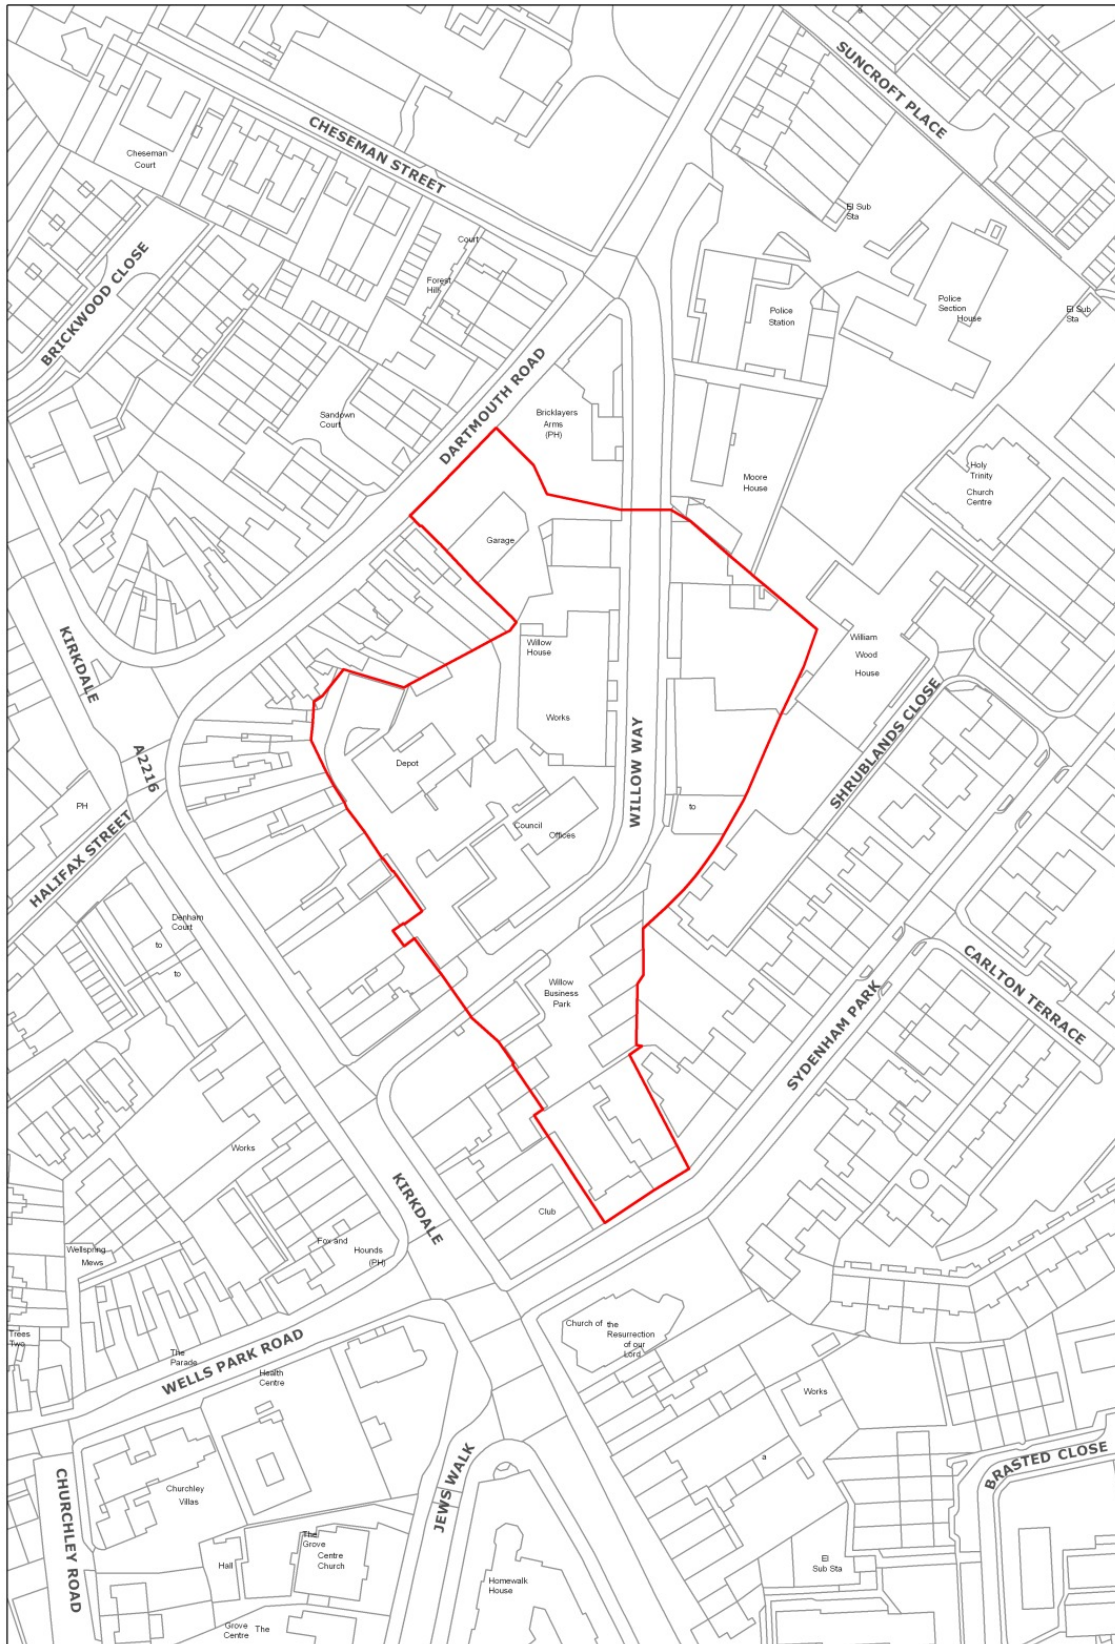 SUNCROFT PLACE
CHESEMAN STREET
Cheseman
Court
El Sub
Sta
Court
Forest
Hill
BRICKWOOD CLOSE
Police
Station
Police
Section
House
El Sub
Sta
DARTMOUTH ROAD
Sandown
Court
Bricklayers
Arms
(PH)
Moore
House
Holy
Trinity
Church
Centre
Garage
KIRKDALE
Willow
House
William
Wood
House
Works
SHRUBLANDS CLOSE
A2216
Depot
WILLOW WAY
PH
to
HALIFAX STREET
Council
Offices
Denham
Court
to
to
CARLTON TERRACE
Willow
Business
Park
SYDENHAM PARK
Works
KIRKDALE
Club
Fox and
Hounds
(PH)
Wellspring
Mews
Trees
Two
The
Parade
WELLS PARK ROAD
Health
Centre
Church of the
Resurrection
of our
Lord
Works
a
BRASTED CLOSE
CHURCHLEY ROAD
Churchley
Villas
JEWS WALK
Hall
The
Grove
Centre
Church
El
Sub Sta
Homewalk
House
Grove The
Centre